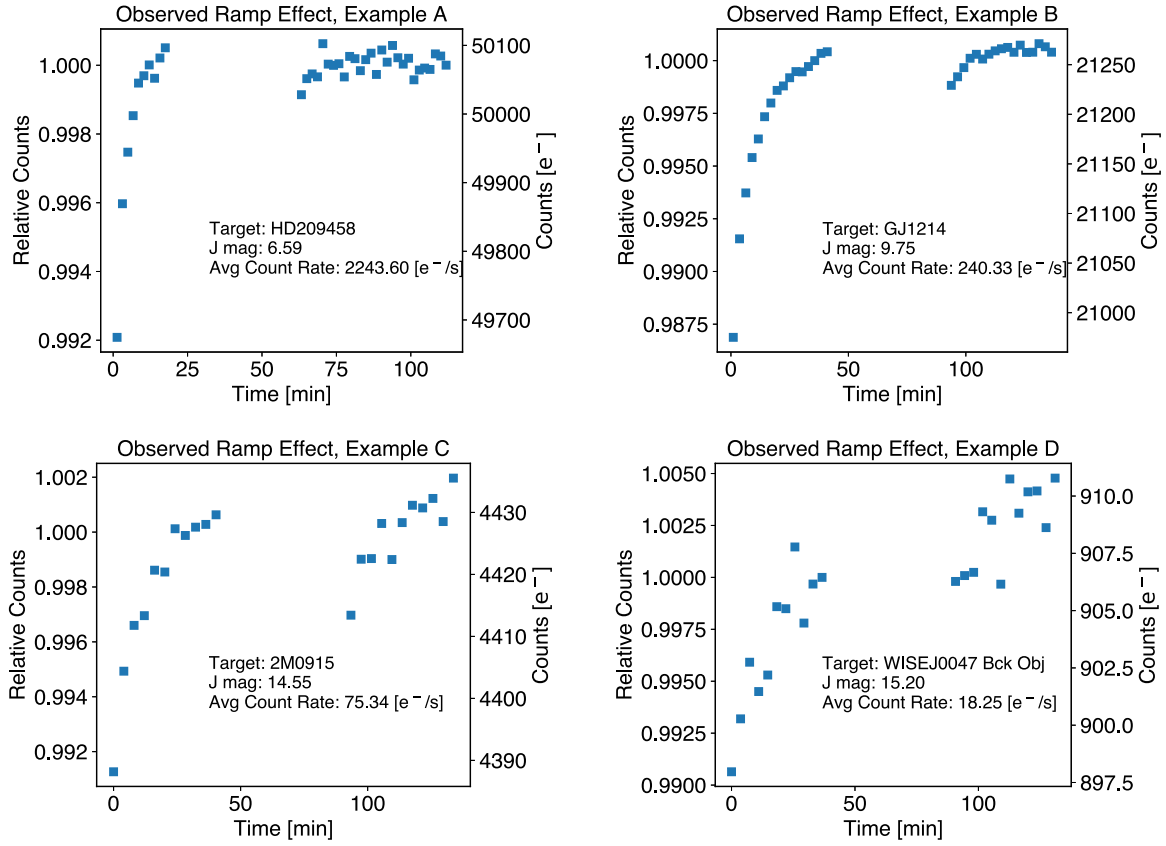 Observed Ramp Effect, Example A
Relative Counts
1.000
0.998
0.996
0.994
0.992
50100
50000
49900
49800
49700
Counts [e⁻]
Target: HD209458
J mag: 6.59
Avg Count Rate: 2243.60 [e⁻/s]
0 25 50 75 100
Time [min]
Observed Ramp Effect, Example B
Relative Counts
1.0000
0.9975
0.9950
0.9925
0.9900
0.9875
21250
21200
21150
21100
21050
21000
Counts [e⁻]
Target: GJ1214
J mag: 9.75
Avg Count Rate: 240.33 [e⁻/s]
0 50 100
Time [min]
Observed Ramp Effect, Example C
Relative Counts
1.002
1.000
0.998
0.996
0.994
0.992
4430
4420
4410
4400
4390
Counts [e⁻]
Target: 2M0915
J mag: 14.55
Avg Count Rate: 75.34 [e⁻/s]
0 50 100
Time [min]
Observed Ramp Effect, Example D
Relative Counts
1.0050
1.0025
1.0000
0.9975
0.9950
0.9925
0.9900
910.0
907.5
905.0
902.5
900.0
897.5
Counts [e⁻]
Target: WISEJ0047 Bck Obj
J mag: 15.20
Avg Count Rate: 18.25 [e⁻/s]
0 50 100
Time [min]